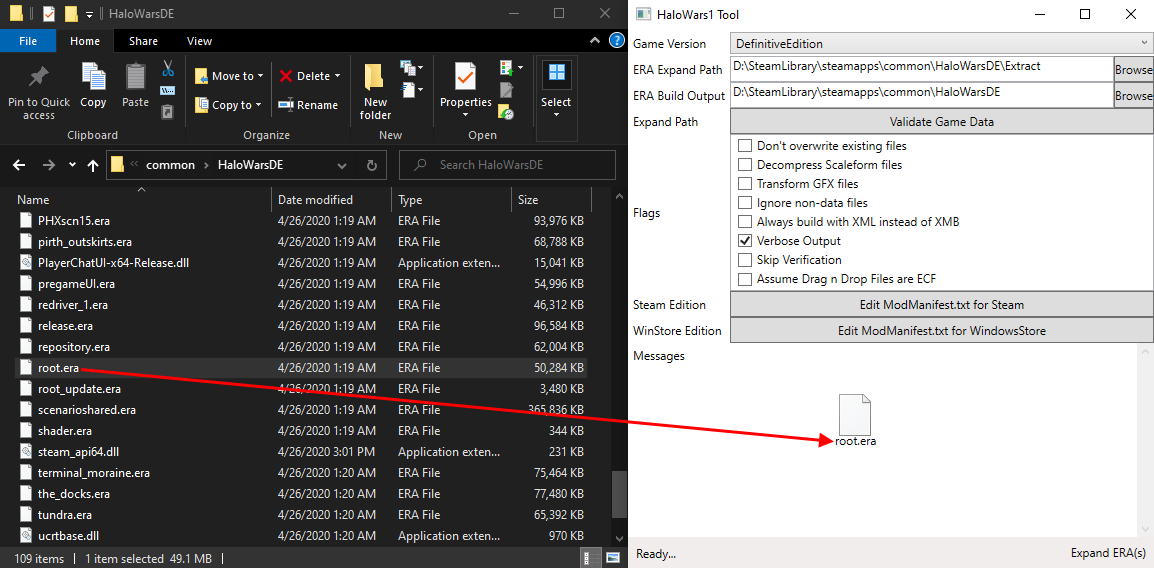 HaloWarsDE
File Home Share View
Pin to Quick access
Copy
Paste
Move to
Copy to
Delete
Rename
New folder
Properties
Open
Select
Clipboard Organize New Open
common HaloWarsDE
Search HaloWarsDE
Name Date modified Type Size
PHXscn15.era 4/26/2020 1:19 AM ERA File 93,976 KB
pirth_outskirts.era 4/26/2020 1:19 AM ERA File 68,788 KB
PlayerChatUI-x64-Release.dll 4/26/2020 1:19 AM Application exten... 15,041 KB
pregameUI.era 4/26/2020 1:19 AM ERA File 54,996 KB
redriver_1.era 4/26/2020 1:19 AM ERA File 46,312 KB
release.era 4/26/2020 1:19 AM ERA File 96,584 KB
repository.era 4/26/2020 1:19 AM ERA File 62,004 KB
root.era 4/26/2020 1:19 AM ERA File 50,284 KB
root_update.era 4/26/2020 1:19 AM ERA File 3,480 KB
scenarioshared.era 4/26/2020 1:19 AM ERA File 365,836 KB
shader.era 4/26/2020 1:19 AM ERA File 344 KB
steam_api64.dll 4/26/2020 3:01 PM Application exten... 231 KB
terminal_moraine.era 4/26/2020 1:20 AM ERA File 75,464 KB
the_docks.era 4/26/2020 1:20 AM ERA File 77,480 KB
tundra.era 4/26/2020 1:20 AM ERA File 65,392 KB
ucrtbase.dll 4/26/2020 1:20 AM Application exten... 970 KB
109 items 1 item selected 49.1 MB
HaloWars1 Tool
Game Version DefinitiveEdition
ERA Expand Path D:\SteamLibrary\steamapps\common\HaloWarsDE\Extract Browse
ERA Build Output D:\SteamLibrary\steamapps\common\HaloWarsDE Browse
Expand Path Validate Game Data
Flags
Don't overwrite existing files
Decompress Scaleform files
Transform GFX files
Ignore non-data files
Always build with XML instead of XMB
Verbose Output
Skip Verification
Assume Drag n Drop Files are ECF
Steam Edition Edit ModManifest.txt for Steam
WinStore Edition Edit ModManifest.txt for WindowsStore
Messages
root.era
Ready... Expand ERA(s)